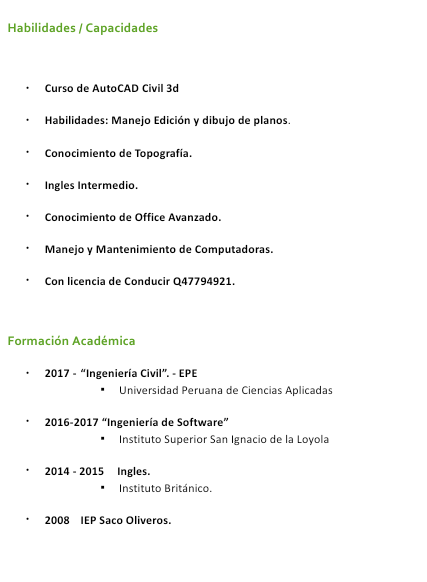 Habilidades / Capacidades
• Curso de AutoCAD Civil 3d
• Habilidades: Manejo Edición y dibujo de planos.
• Conocimiento de Topografía.
• Ingles Intermedio.
• Conocimiento de Office Avanzado.
• Manejo y Mantenimiento de Computadoras.
• Con licencia de Conducir Q47794921.
Formación Académica
• 2017 - “Ingeniería Civil”. - EPE
▪ Universidad Peruana de Ciencias Aplicadas
• 2016-2017 “Ingeniería de Software”
▪ Instituto Superior San Ignacio de la Loyola
• 2014 - 2015 Ingles.
▪ Instituto Británico.
• 2008 IEP Saco Oliveros.